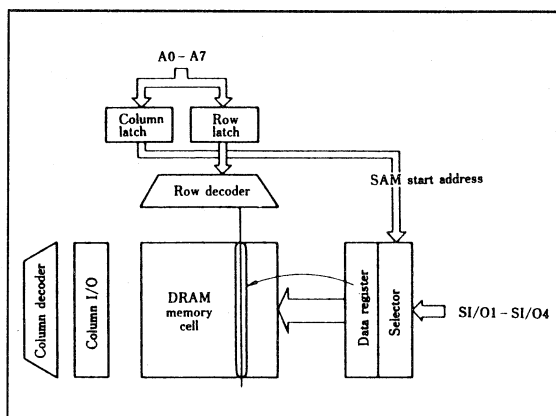 A0-A7
Column
latch
Row
latch
SAM start address
Row decoder
Column decoder
Column I/O
DRAM
memory
cell
Data register
Selector
SI/O1-SI/O4